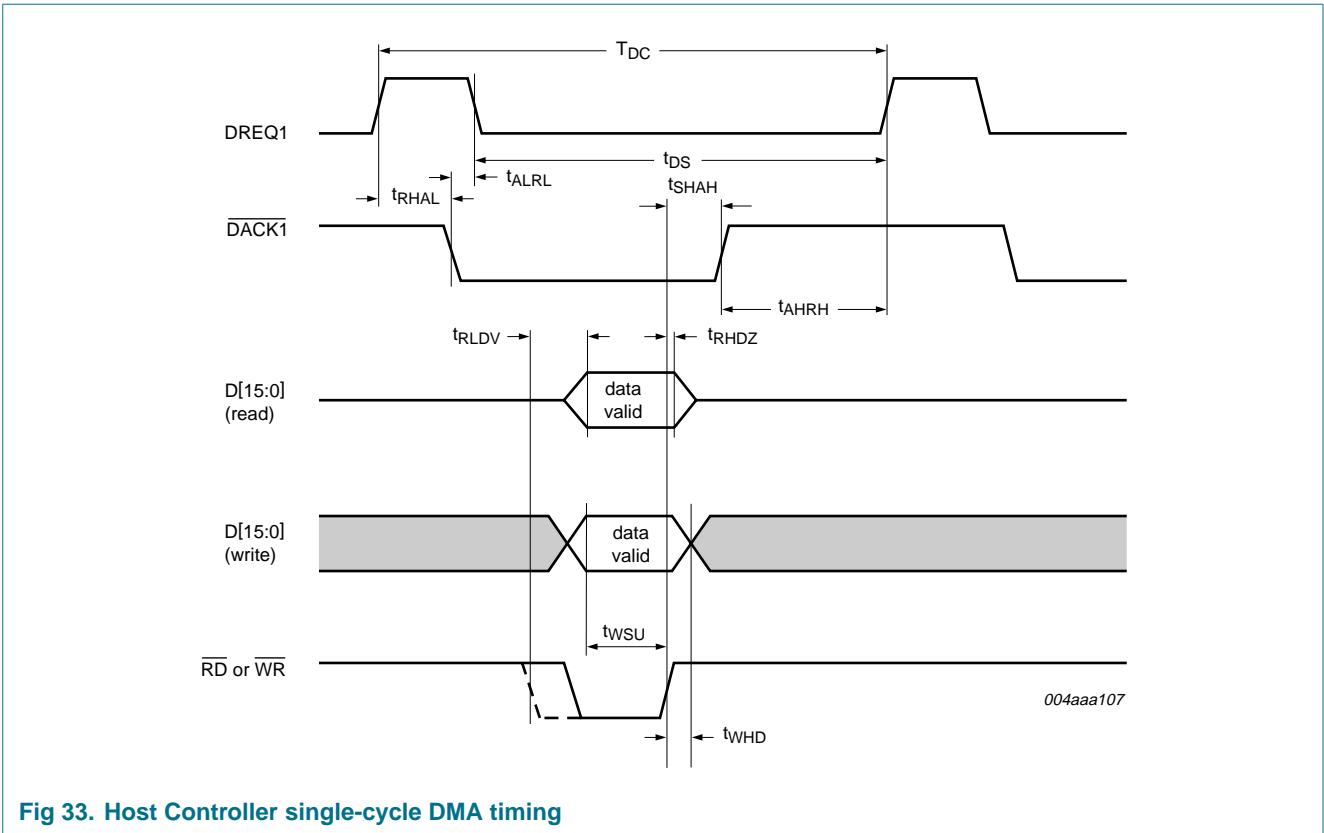 TDC
DREQ1
tDS
tALRL
tSHAH
tRHAL
DACK1
tAHRH
tRLDV
tRHDZ
D[15:0]
(read)
data
valid
D[15:0]
(write)
data
valid
tWSU
RD or WR
004aaa107
tWHD
Fig 33. Host Controller single-cycle DMA timing